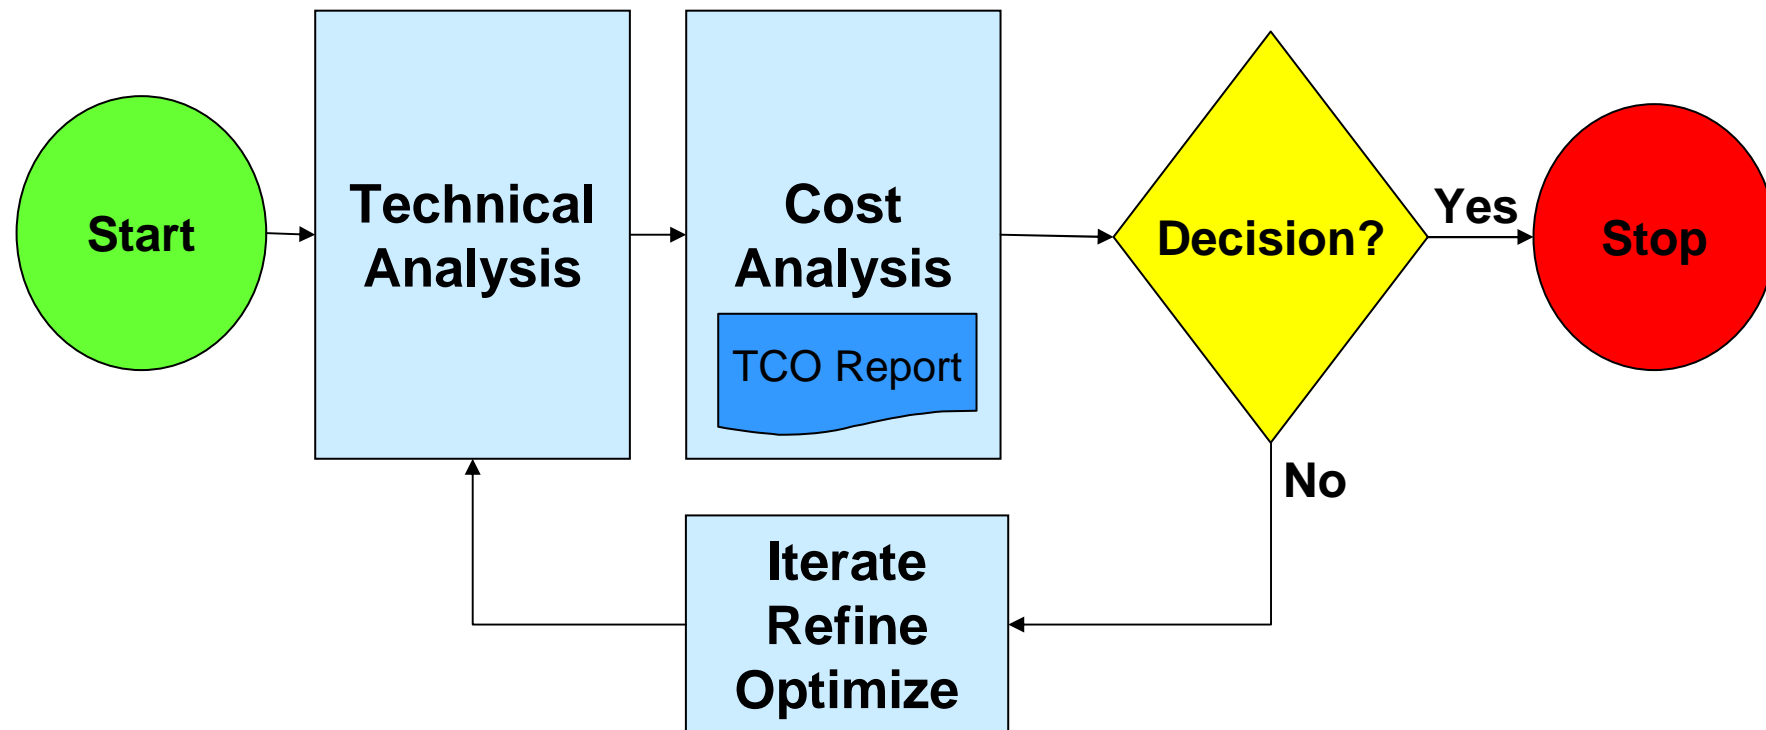 Start
Technical
Analysis
Cost
Analysis
TCO Report
Decision?
Yes
Stop
No
Iterate
Refine
Optimize